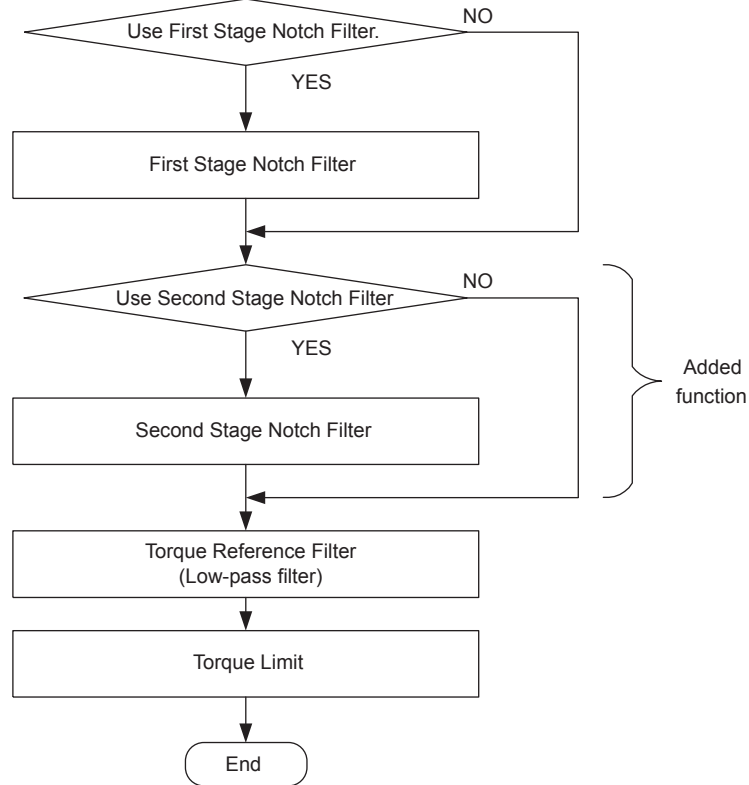 Use First Stage Notch Filter.
NO
YES
First Stage Notch Filter
Use Second Stage Notch Filter
NO
YES
Added
function
Second Stage Notch Filter
Torque Reference Filter
(Low-pass filter)
Torque Limit
End